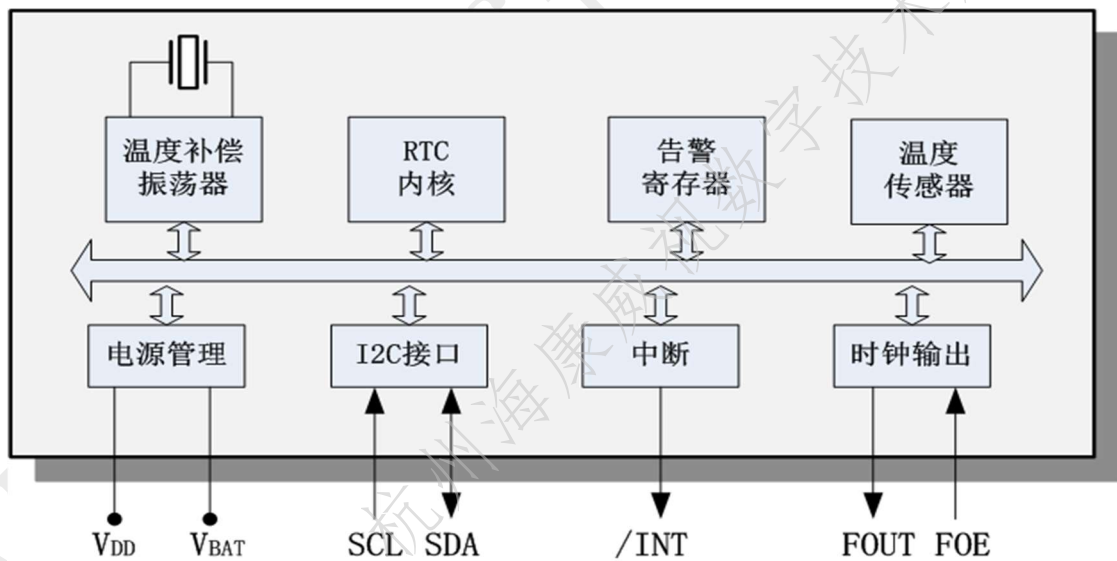 温度补偿
振荡器
RTC
内核
告警
寄存器
温度
传感器
电源管理
I2C接口
中断
时钟输出
VDD
VBAT
SCL
SDA
/INT
FOUT
FOE
杭州海康威视数字技术